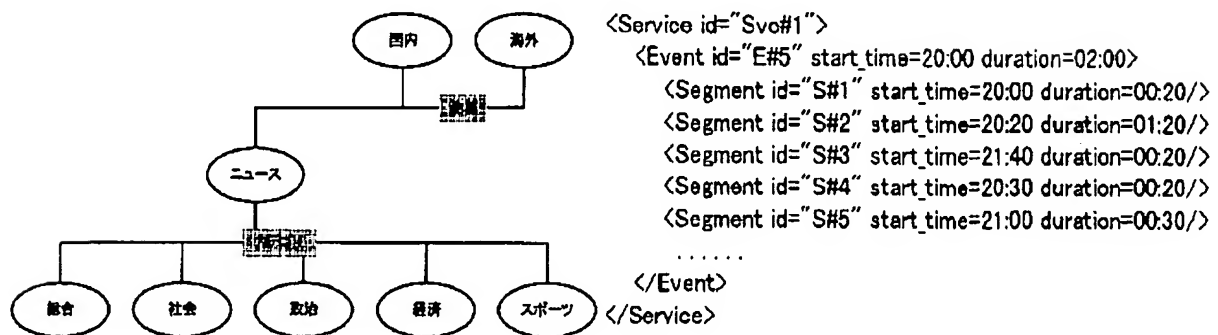 国内
海外
ニュース
総合
社会
政治
経済
スポーツ
<Service id="Svc#1">
<Event id="E#5" start_time=20:00 duration=02:00>
<Segment id="S#1" start_time=20:00 duration=00:20/>
<Segment id="S#2" start_time=20:20 duration=01:20/>
<Segment id="S#3" start_time=21:40 duration=00:20/>
<Segment id="S#4" start_time=20:30 duration=00:20/>
<Segment id="S#5" start_time=21:00 duration=00:30/>
......
</Event>
</Service>